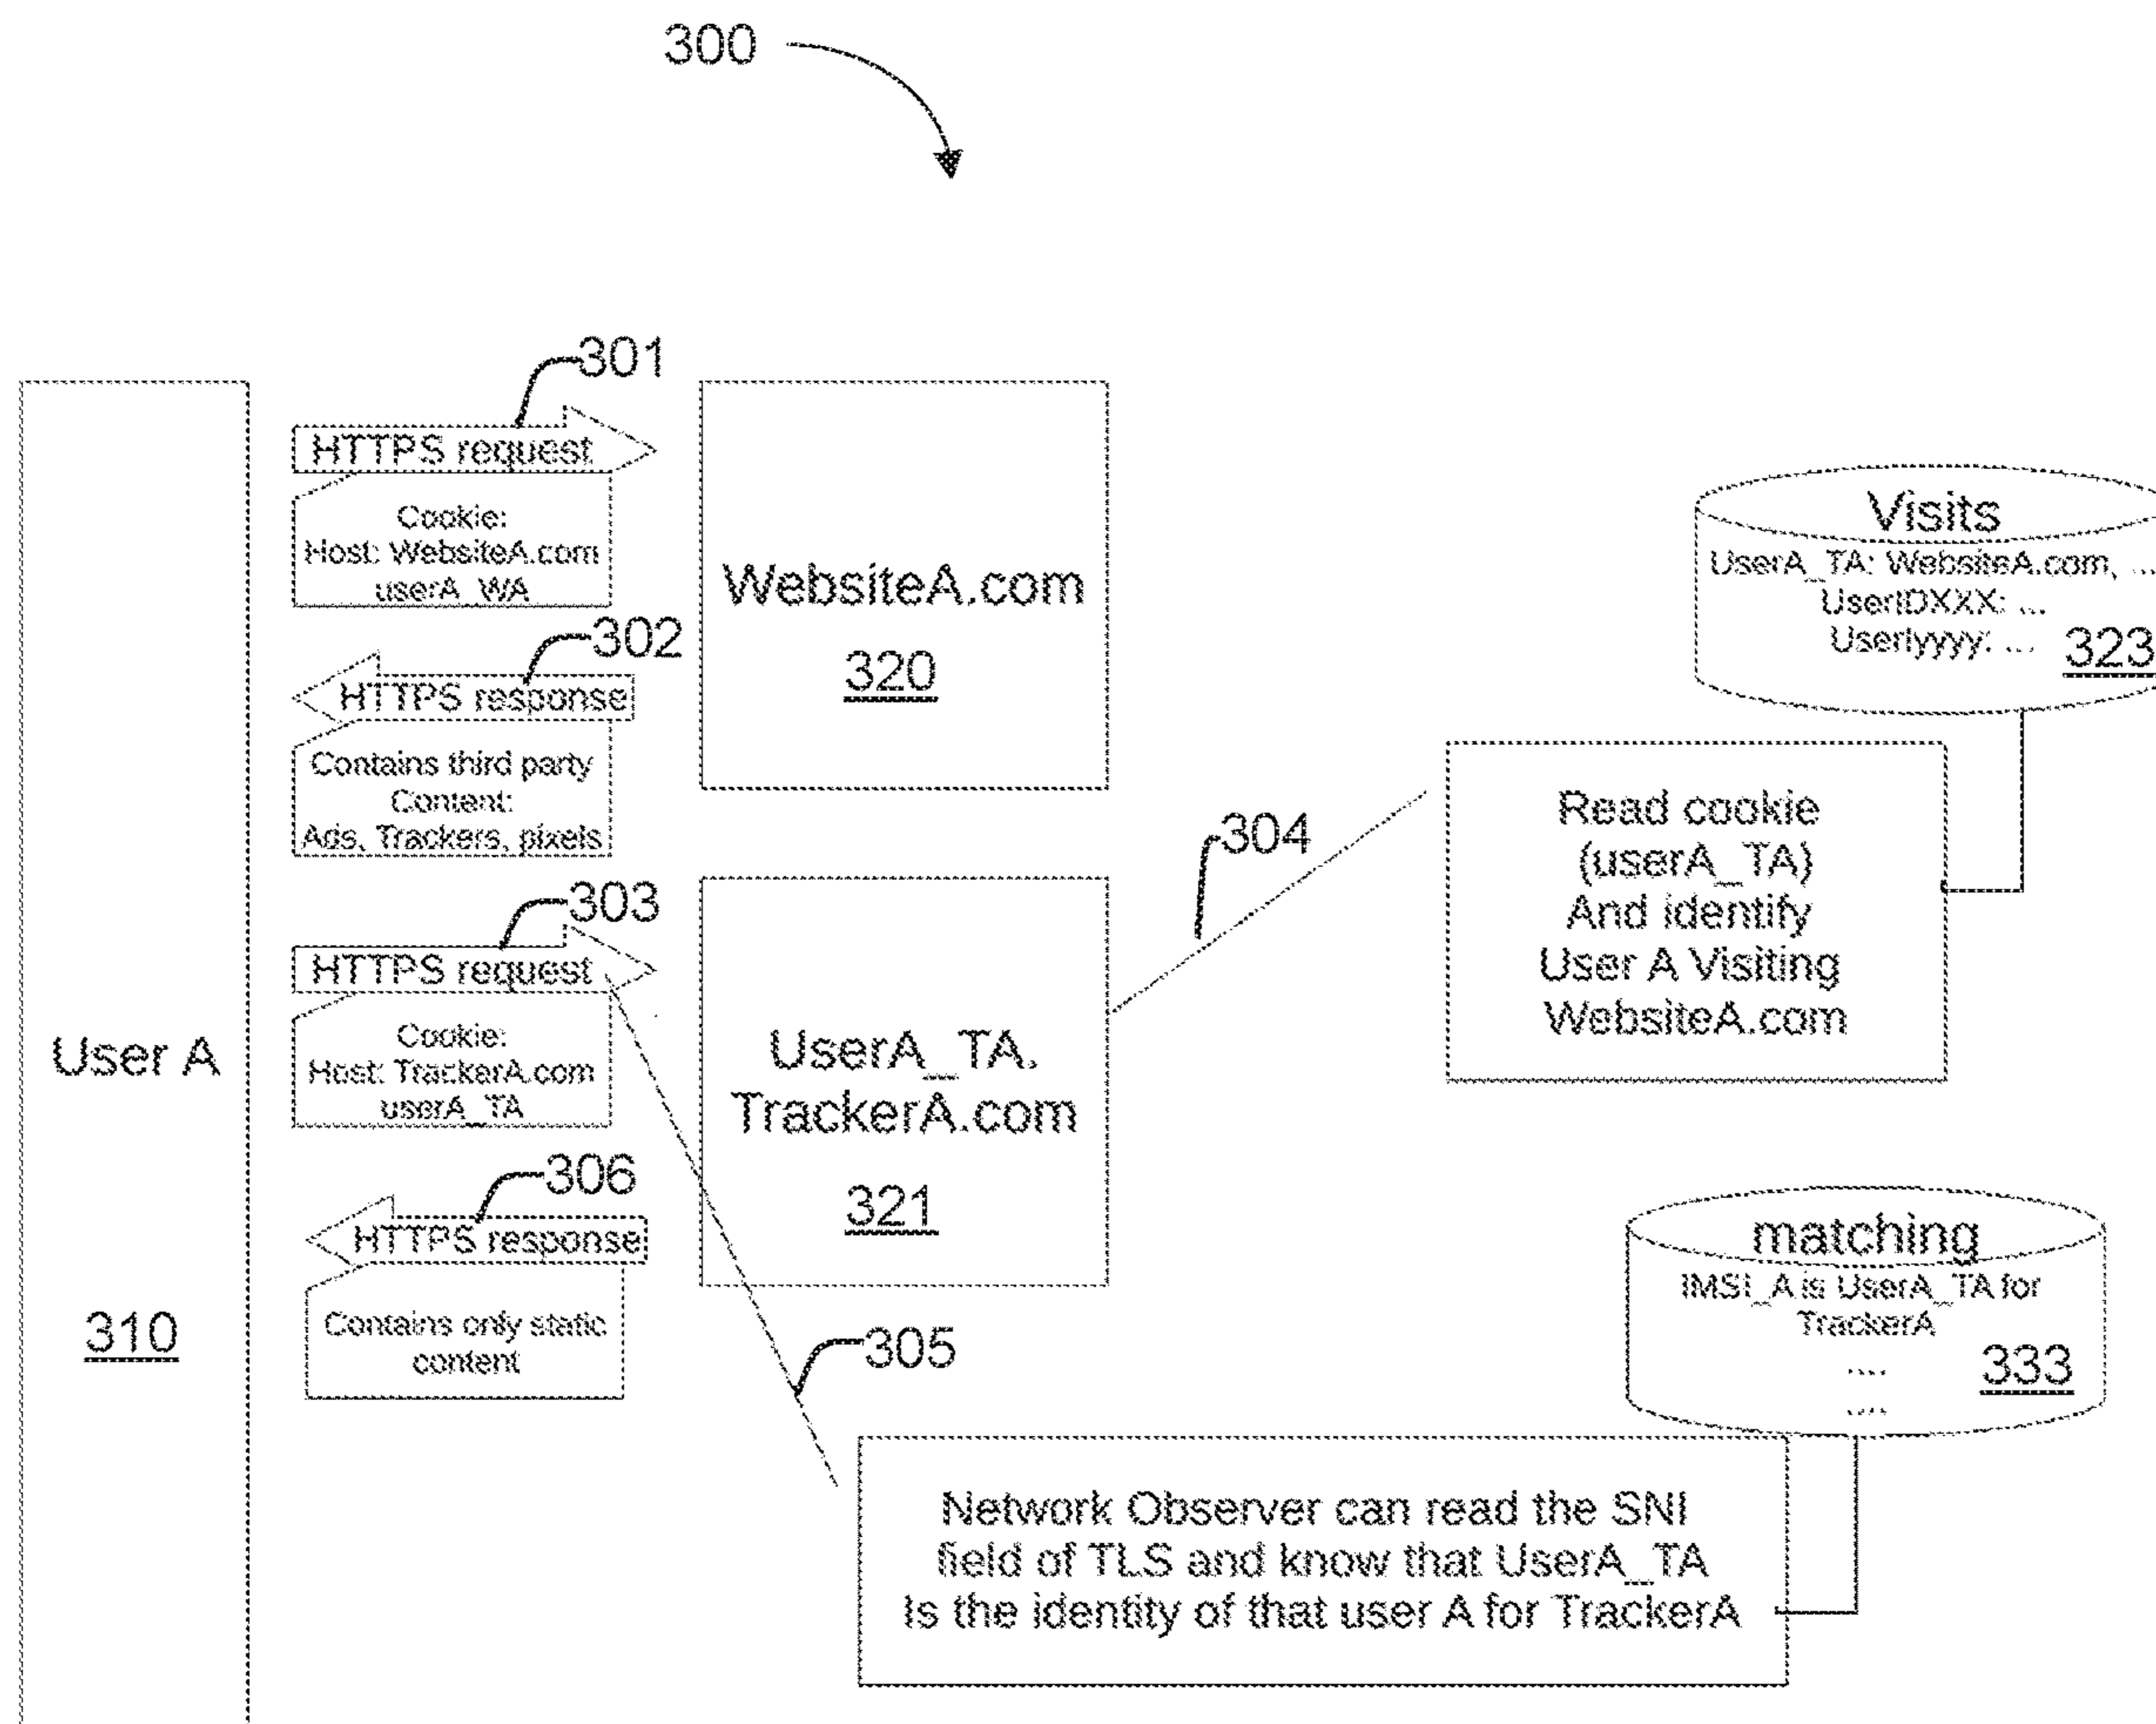 300
301
HTTPS request
Cookie:
Host: WebsiteA.com
userA_WA
302
HTTPS response
Contains third party
Content:
Ads, Trackers, pixels
303
HTTPS request
Cookie:
Host: TrackerA.com
userA_TA
306
HTTPS response
Contains only static
content
User A
310
WebsiteA.com
320
UserA_TA.
TrackerA.com
321
304
305
Visits
UserA_TA: WebsiteA.com, ...
UserIDXXX: ...
UserIyyyy: ...
323
Read cookie
(userA_TA)
And identify
User A Visiting
WebsiteA.com
matching
IMSI_A is UserA_TA for
TrackerA
....
....
333
Network Observer can read the SNI
field of TLS and know that UserA_TA
Is the identity of that user A for TrackerA